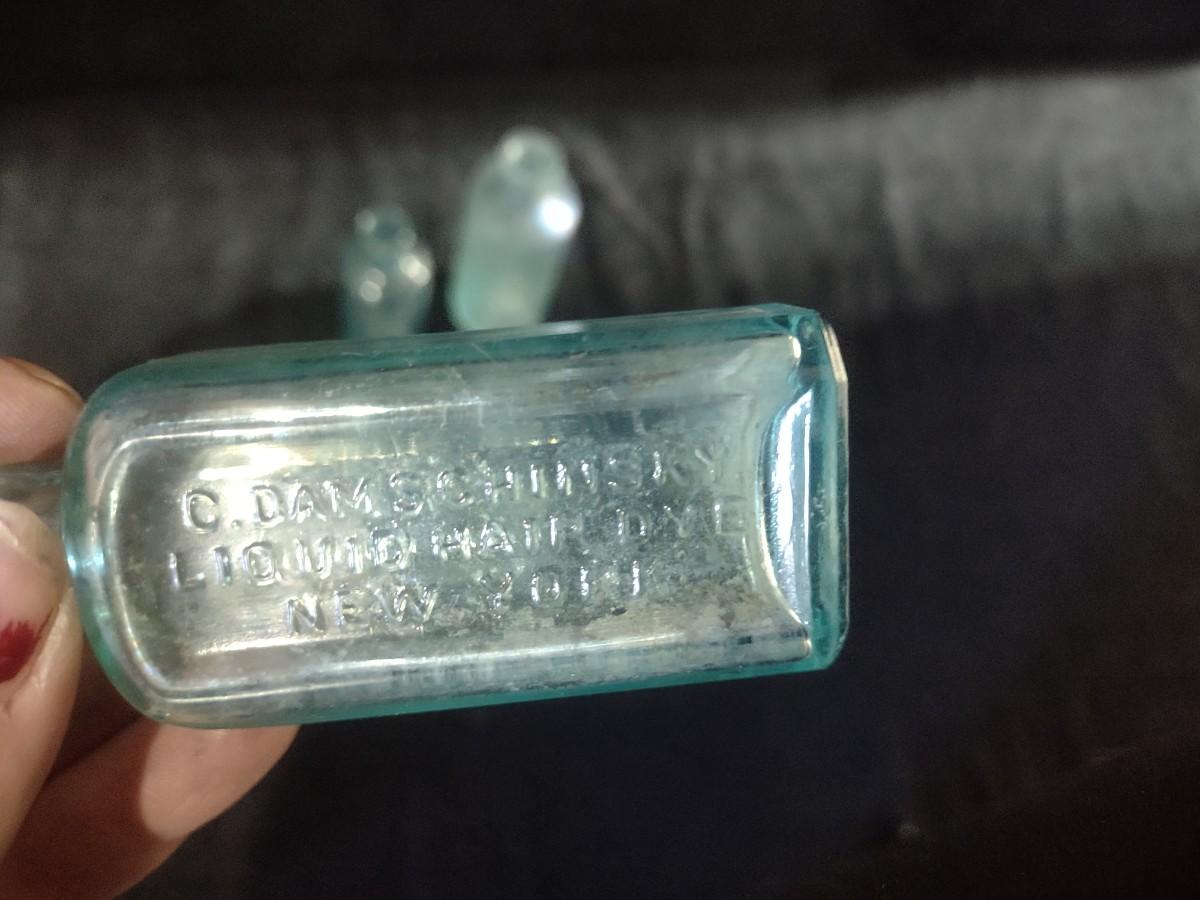 C. DAMSCHINSKY
LIQUID HAIR DYE
NEW YORK